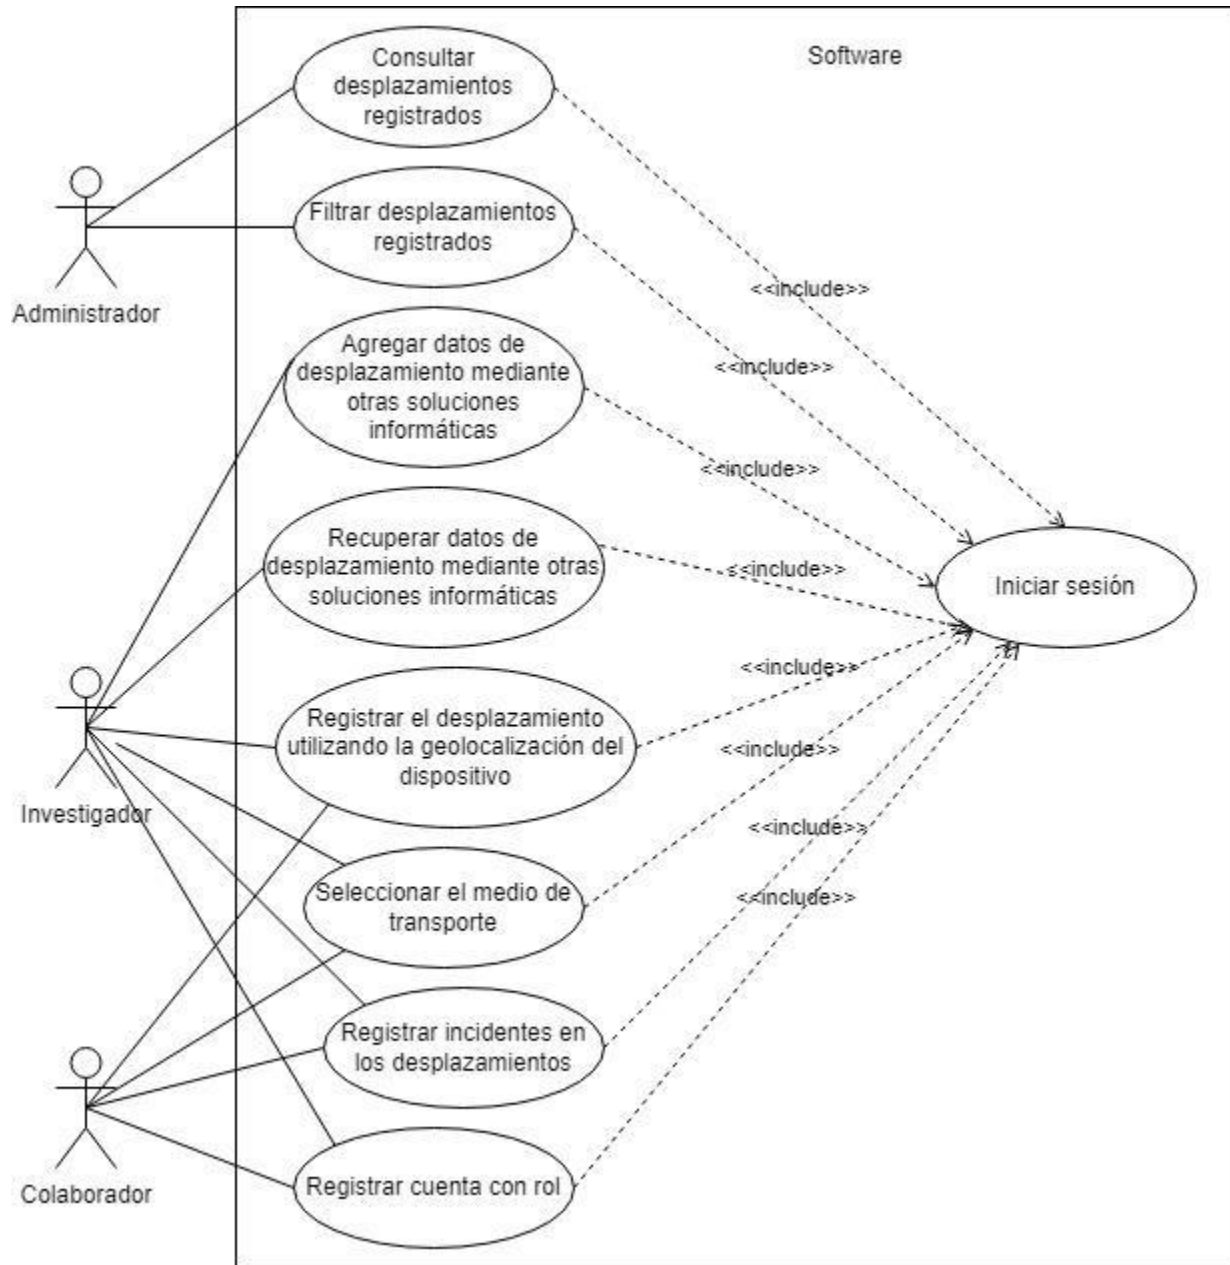 Software
Consultar
desplazamientos
registrados
Filtrar desplazamientos
registrados
Administrador
<<include>>
<<include>>
Agregar datos de
desplazamiento mediante
otras soluciones
informáticas
<<include>>
Recuperar datos de
desplazamiento mediante otras
soluciones informáticas
<<include>>
Iniciar sesión
<<include>>
Registrar el desplazamiento
utilizando la geolocalización del
dispositivo
<<include>>
Investigador
<<include>>
Seleccionar el medio de
transporte
<<include>>
Registrar incidentes en
los desplazamientos
Colaborador
Registrar cuenta con rol